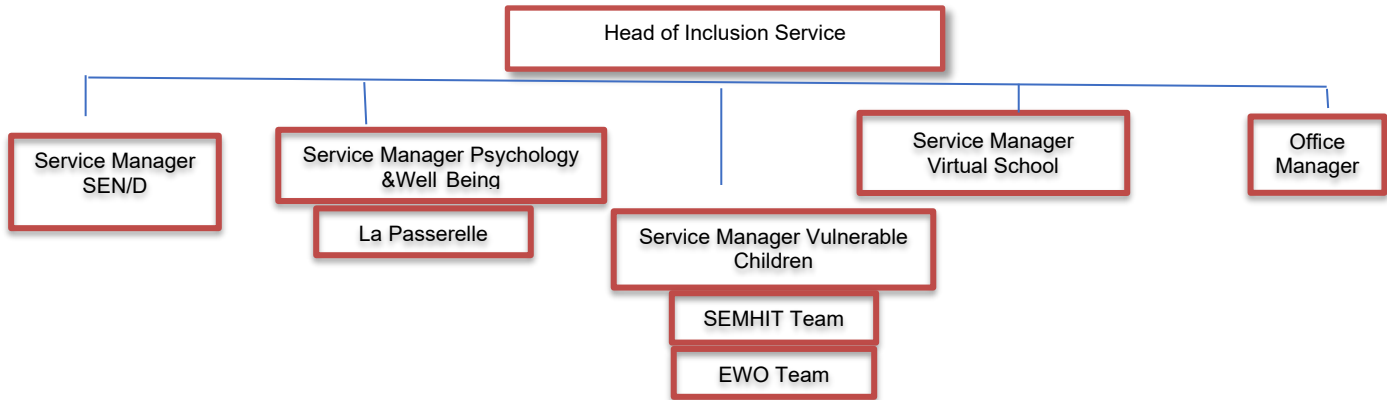 Head of Inclusion Service
Service Manager
SEN/D
Service Manager Psychology
&Well Being
La Passerelle
Service Manager Vulnerable
Children
SEMHIT Team
EWO Team
Service Manager
Virtual School
Office
Manager